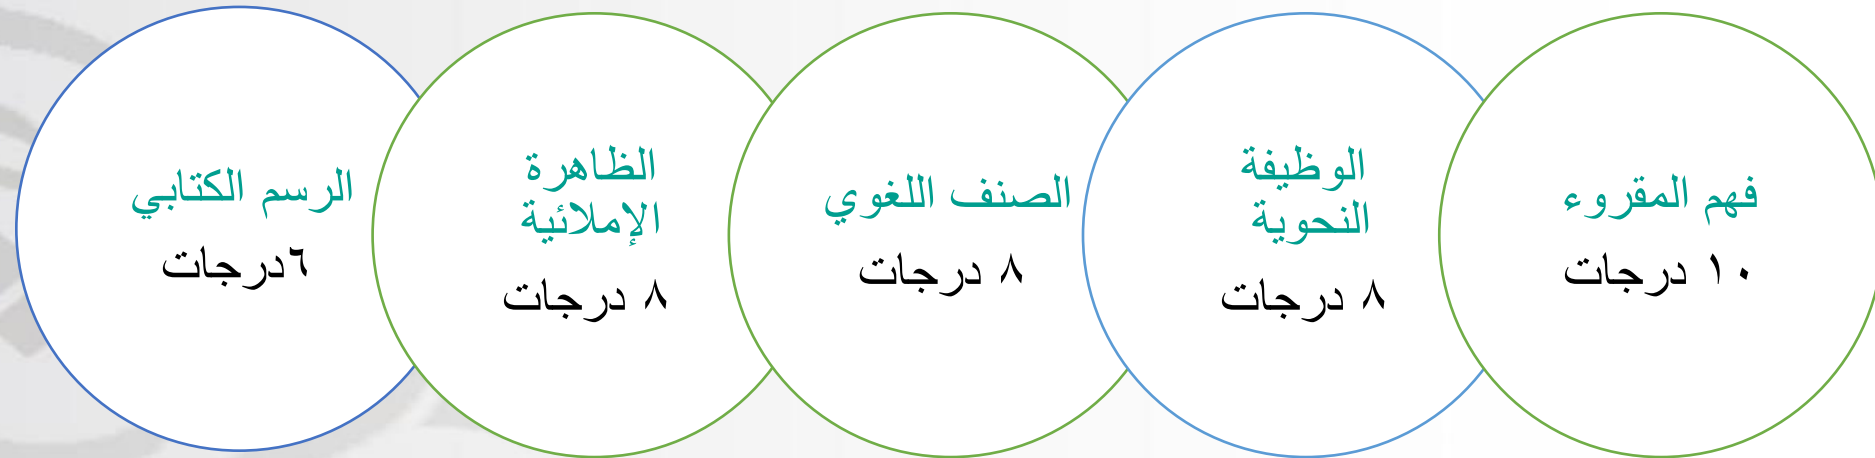 فهم المقروء
١٠ درجات
الوظيفة
النحوية
٨ درجات
الصنف اللغوي
٨ درجات
الظاهرة
الإملائية
٨ درجات
الرسم الكتابي
٦درجات